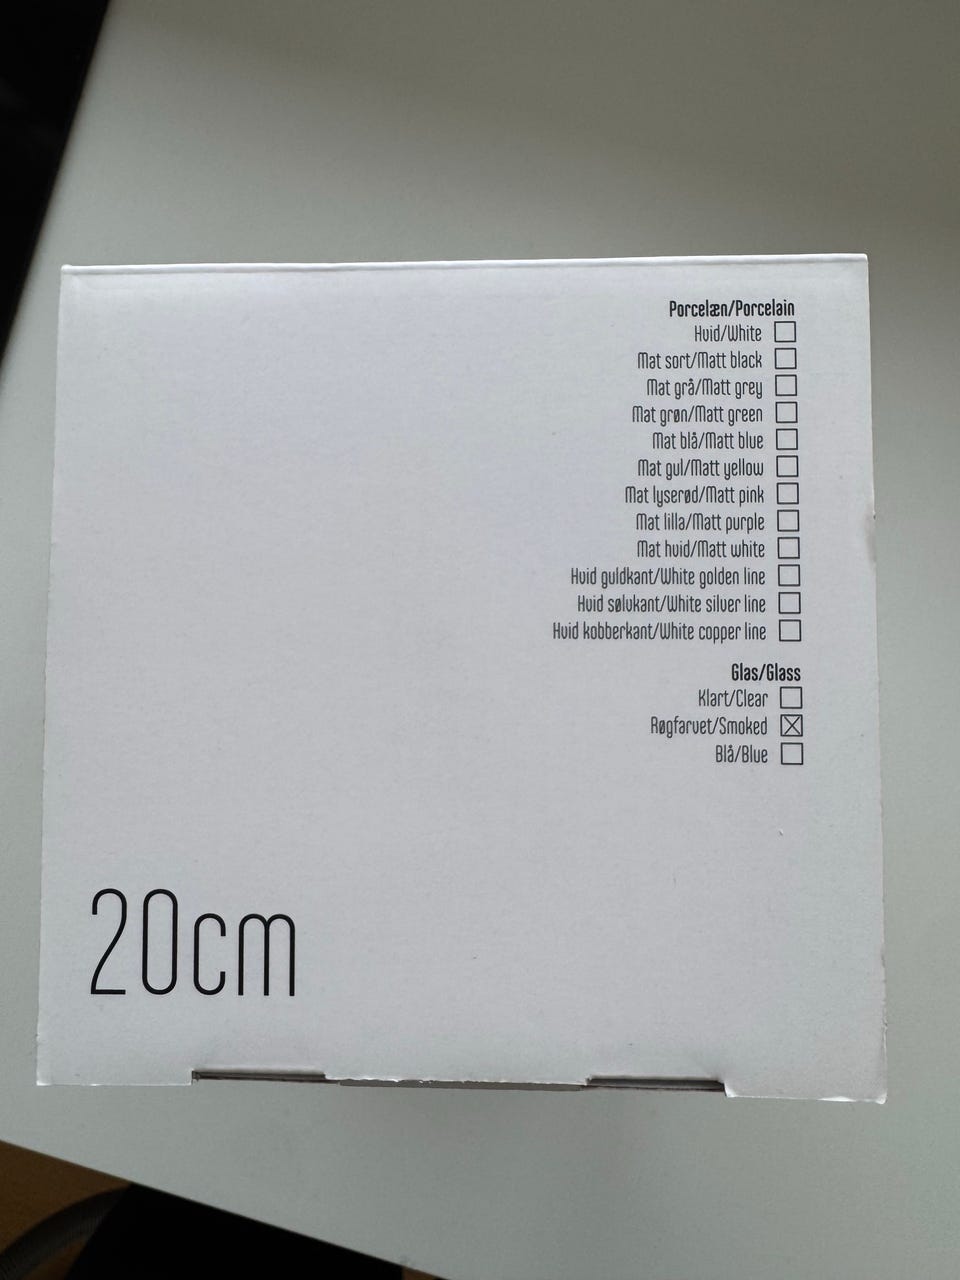 Porcelæn/Porcelain
Hvid/White
Mat sort/Matt black
Mat grå/Matt grey
Mat grøn/Matt green
Mat blå/Matt blue
Mat gul/Matt yellow
Mat lyserød/Matt pink
Mat lilla/Matt purple
Mat hvid/Matt white
Hvid guldkant/White golden line
Hvid sølvkant/White silver line
Hvid kobberkant/White copper line
Glas/Glass
Klart/Clear
Røgfarvet/Smoked
Blå/Blue
20cm